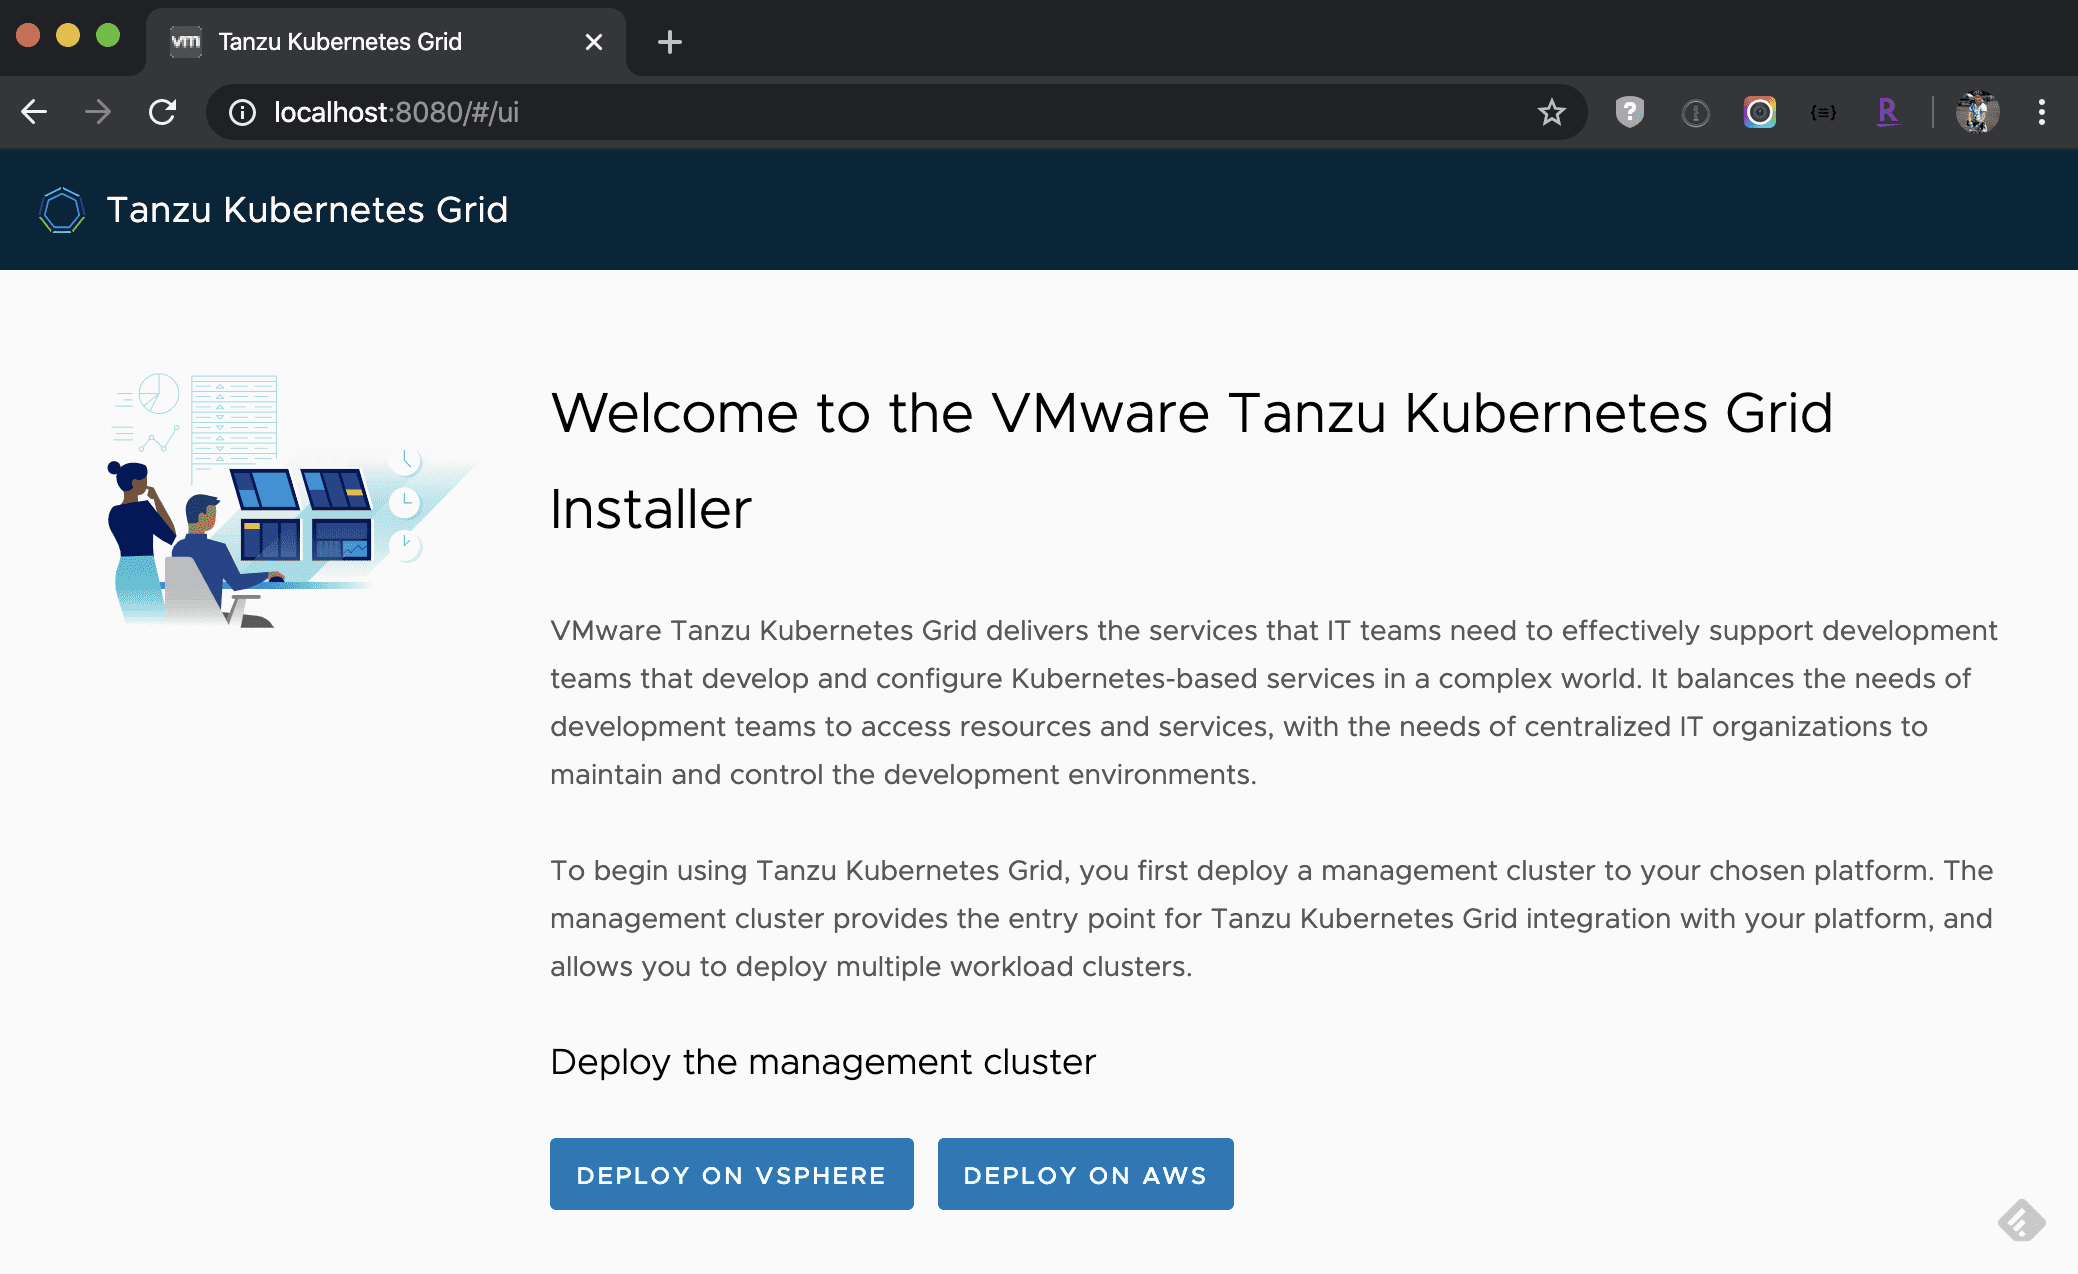 vm Tanzu Kubernetes Grid
localhost:8080/#/ui
Tanzu Kubernetes Grid
Welcome to the VMware Tanzu Kubernetes Grid
Installer
VMware Tanzu Kubernetes Grid delivers the services that IT teams need to effectively support development
teams that develop and configure Kubernetes-based services in a complex world. It balances the needs of
development teams to access resources and services, with the needs of centralized IT organizations to
maintain and control the development environments.
To begin using Tanzu Kubernetes Grid, you first deploy a management cluster to your chosen platform. The
management cluster provides the entry point for Tanzu Kubernetes Grid integration with your platform, and
allows you to deploy multiple workload clusters.
Deploy the management cluster
DEPLOY ON VSPHERE DEPLOY ON AWS